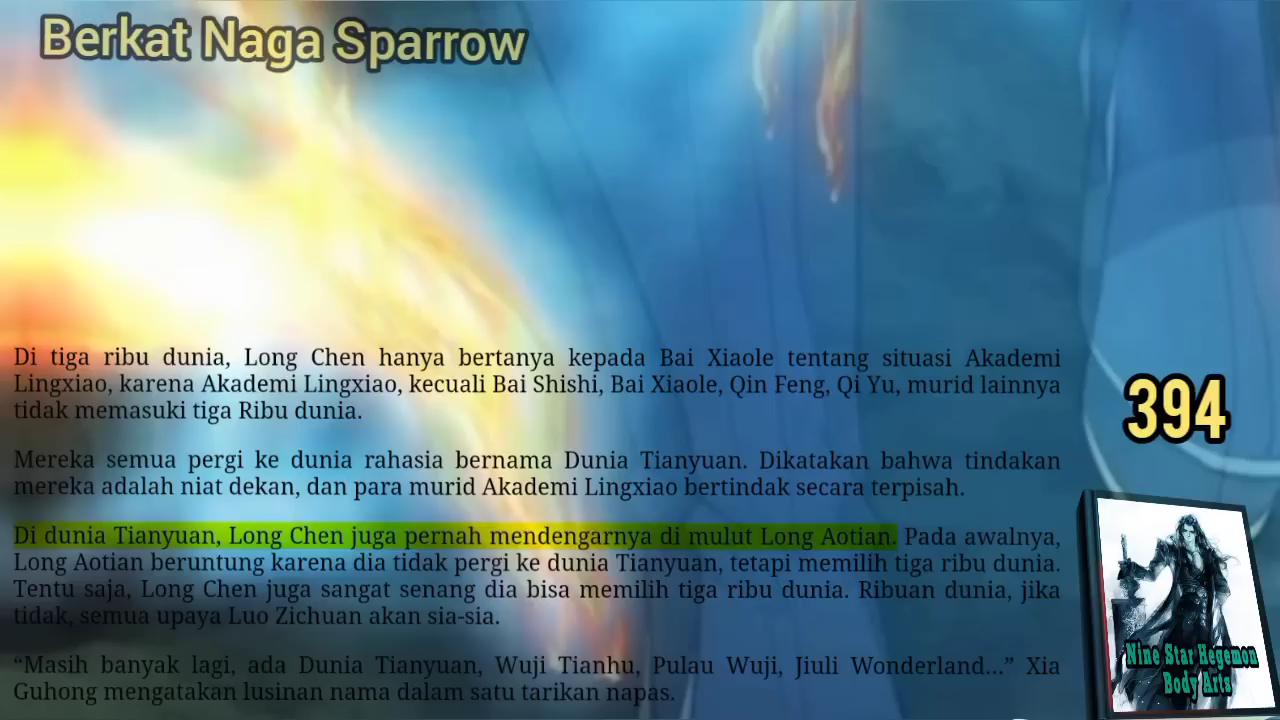 Berkat Naga Sparrow
Di tiga ribu dunia, Long Chen hanya bertanya kepada Bai Xiaole tentang situasi Akademi
Lingxiao, karena Akademi Lingxiao, kecuali Bai Shishi, Bai Xiaole, Qin Feng, Qi Yu, murid lainnya
tidak memasuki tiga Ribu dunia.
Mereka semua pergi ke dunia rahasia bernama Dunia Tianyuan. Dikatakan bahwa tindakan
mereka adalah niat dekan, dan para murid Akademi Lingxiao bertindak secara terpisah.
Di dunia Tianyuan, Long Chen juga pernah mendengarnya di mulut Long Aotian. Pada awalnya,
Long Aotian beruntung karena dia tidak pergi ke dunia Tianyuan, tetapi memilih tiga ribu dunia.
Tentu saja, Long Chen juga sangat senang dia bisa memilih tiga ribu dunia. Ribuan dunia, jika
tidak, semua upaya Luo Zichuan akan sia-sia.
“Masih banyak lagi, ada Dunia Tianyuan, Wuji Tianhu, Pulau Wuji, Jiuli Wonderland...” Xia
Guhong mengatakan lusinan nama dalam satu tarikan napas.
394
Nine Star Hegemon
Body Arts